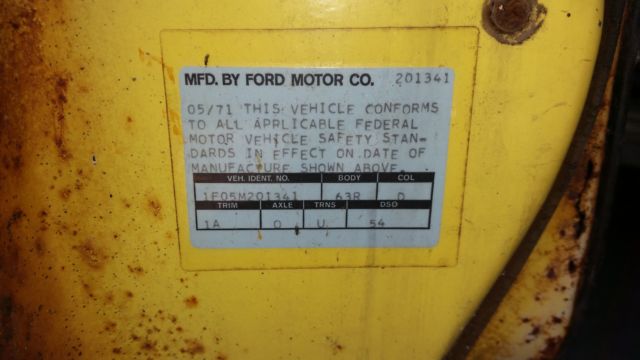 MFD. BY FORD MOTOR CO. 201341
05/71 THIS VEHICLE CONFORMS
TO ALL APPLICABLE FEDERAL
MOTOR VEHICLE SAFETY STAN-
DARDS IN EFFECT ON DATE OF
MANUFACTURE SHOWN ABOVE
VEH. IDENT. NO. BODY COL
1F05M201341 63R D
TRIM AXLE TRNS DSO
1A O U 54